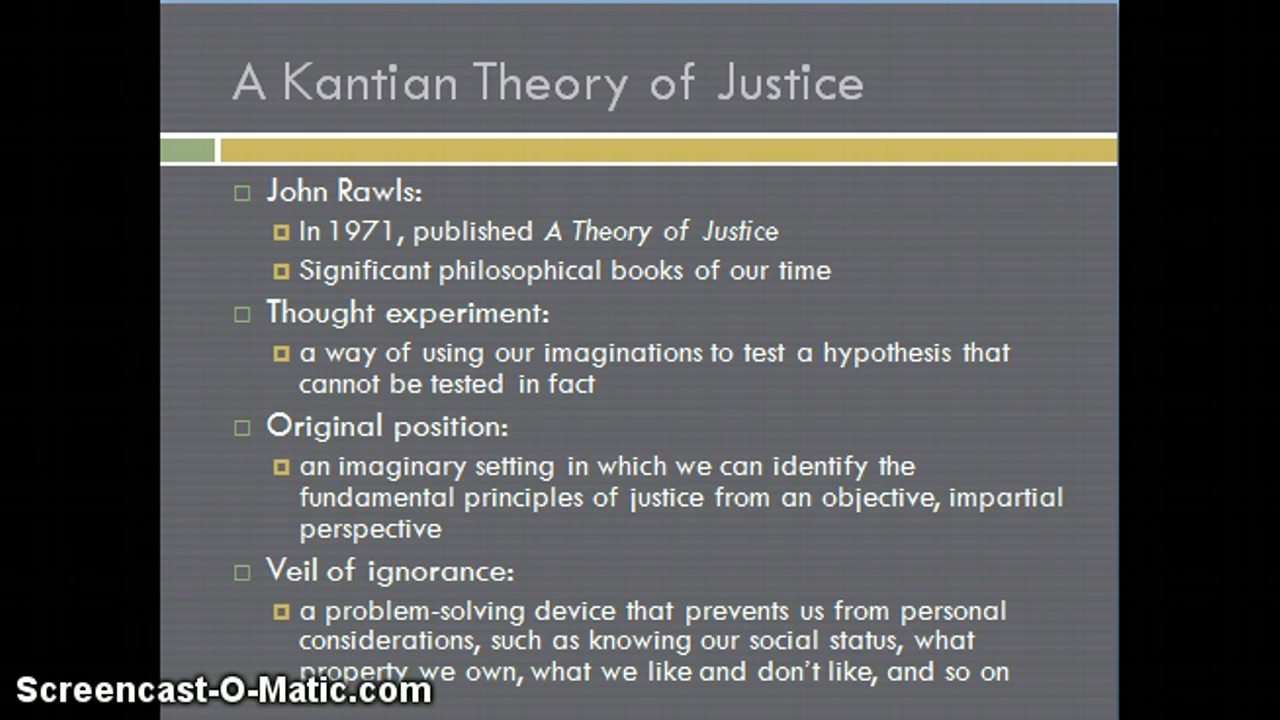 A Kantian Theory of Justice
John Rawls:
In 1971, published A Theory of Justice
Significant philosophical books of our time
Thought experiment:
a way of using our imaginations to test a hypothesis that
cannot be tested in fact
Original position:
an imaginary setting in which we can identify the
fundamental principles of justice from an objective, impartial
perspective
Veil of ignorance:
a problem-solving device that prevents us from personal
considerations, such as knowing our social status, what
property we own, what we like and don't like, and so on
Screencast-O-Matic.com